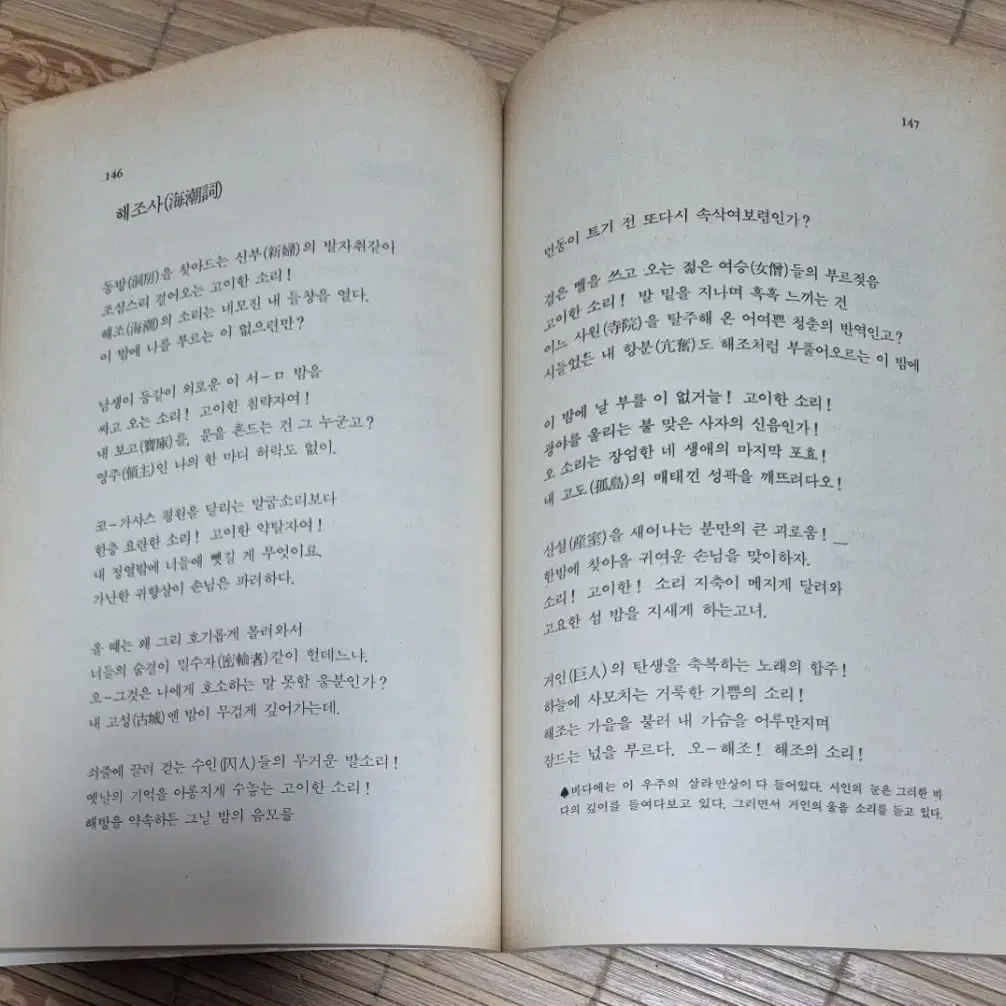 146
해조사(海潮詞)
동방(洞房)을 찾아드는 신부(新婦)의 발자취같이
조심스리 걸어오는 고이한 소리!
해조(海潮)의 소리는 네모진 내 들창을 열다.
이 밤에 나를 부르는 이 없으련만?
남생이 등같이 외로운 이 서-ㅁ 밤을
싸고 오는 소리! 고이한 침략자여!
내 보고(寶庫)를, 문을 흔드는 건 그 누군고?
영주(領主)인 나의 한 마디 허락도 없이.
코-가사스 평원을 달리는 말굽소리보다
한층 요란한 소리! 고이한 약탈자여!
내 정열밖에 너들에 뺏길 게 무엇이료.
가난한 귀향살이 손님은 파려하다.
올 때는 왜 그리 호기롭게 몰려와서
너들의 숨결이 밀수자(密輸者)같이 헌데느냐.
오-그것은 나에게 호소하는 말 못할 울분인가?
내 고성(古城)엔 밤이 무겁게 깊어가는데.
쇠줄에 끌려 걷는 수인(囚人)들의 무거운 발소리!
옛날의 기억을 아롱지게 수놓는 고이한 소리!
해방을 약속하든 그날 밤의 음모를
147
먼동이 트기 전 또다시 속삭여보렴인가?
검은 벨을 쓰고 오는 젊은 여승(女僧)들의 부르짖음
고이한 소리! 발 밑을 지나며 흑흑 느끼는 건
어느 사원(寺院)을 탈주해 온 어여쁜 청춘의 반역인고?
시들었흔 내 항분(亢奮)도 해조처럼 부풀어오르는 이 밤에
이 밤에 날 부를 이 없거늘! 고이한 소리!
광야를 울리는 불 맞은 사자의 신음인가!
오 소리는 장엄한 네 생애의 마지막 포효!
내 고도(孤島)의 매태낀 성곽을 깨뜨려다오!
산실(産室)을 새어나는 분만의 큰 괴로움!__
한밤에 찾아올 귀여운 손님을 맞이하자.
소리! 고이한! 소리 지축이 메지게 달려와
고요한 섬 밤을 지새게 하는고녀.
거인(巨人)의 탄생을 축복하는 노래의 합주!
하늘에 사모치는 거룩한 기쁨의 소리!
해조는 가을을 불러 내 가슴을 어루만지며
잠드는 넋을 부르다. 오-해조! 해조의 소리!
♠바다에는 이 우주의 삼라만상이 다 들어있다. 시인의 눈은 그러한 바
다의 깊이를 들여다보고 있다. 그러면서 거인의 울음 소리를 듣고 있다.